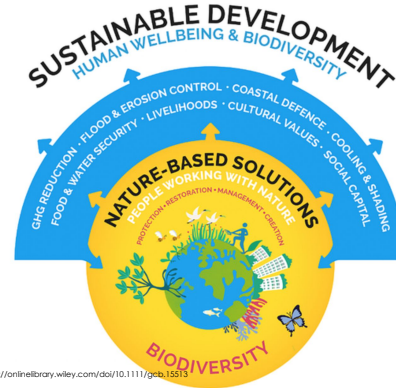 SUSTAINABLE DEVELOPMENT
HUMAN WELLBEING & BIODIVERSITY
GHG REDUCTION • FLOOD & EROSION CONTROL • COASTAL DEFENCE • COOLING & SHADING
FOOD & WATER SECURITY • LIVELIHOODS • CULTURAL VALUES • SOCIAL CAPITAL
NATURE-BASED SOLUTIONS
PEOPLE WORKING WITH NATURE
PROTECTION • RESTORATION • MANAGEMENT • CREATION
BIODIVERSITY
//onlinelibrary.wiley.com/doi/10.1111/gcb.15513